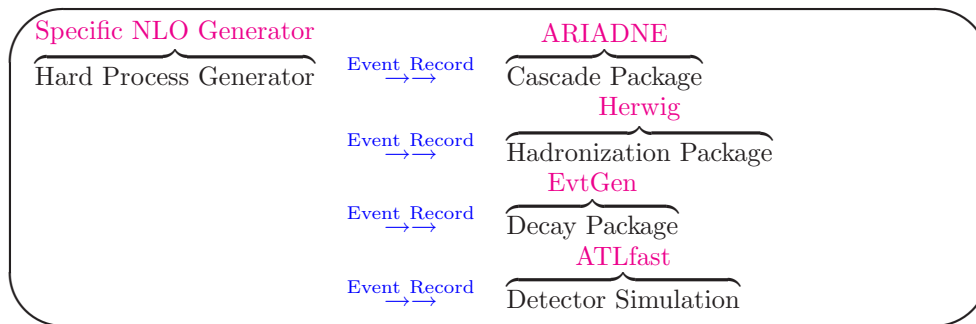 Specific NLO Generator
Hard Process Generator
Event Record
→→
ARIADNE
Cascade Package
Event Record
→→
Herwig
Hadronization Package
Event Record
→→
EvtGen
Decay Package
Event Record
→→
ATLfast
Detector Simulation